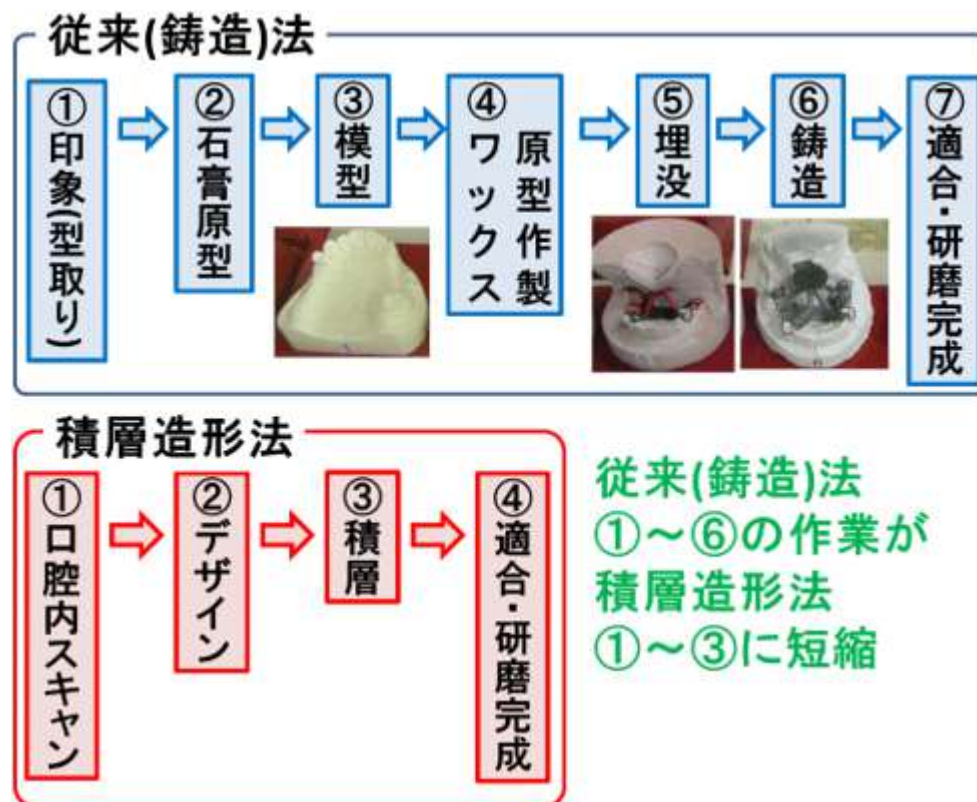 従来(鋳造)法
①印象(型取り)
②石膏原型
③模型
④ワックス
原型作製
⑤埋没
⑥鋳造
⑦適合・研磨完成
積層造形法
①口腔内スキャン
②デザイン
③積層
④適合・研磨完成
従来(鋳造)法
①～⑥の作業が
積層造形法
①～③に短縮